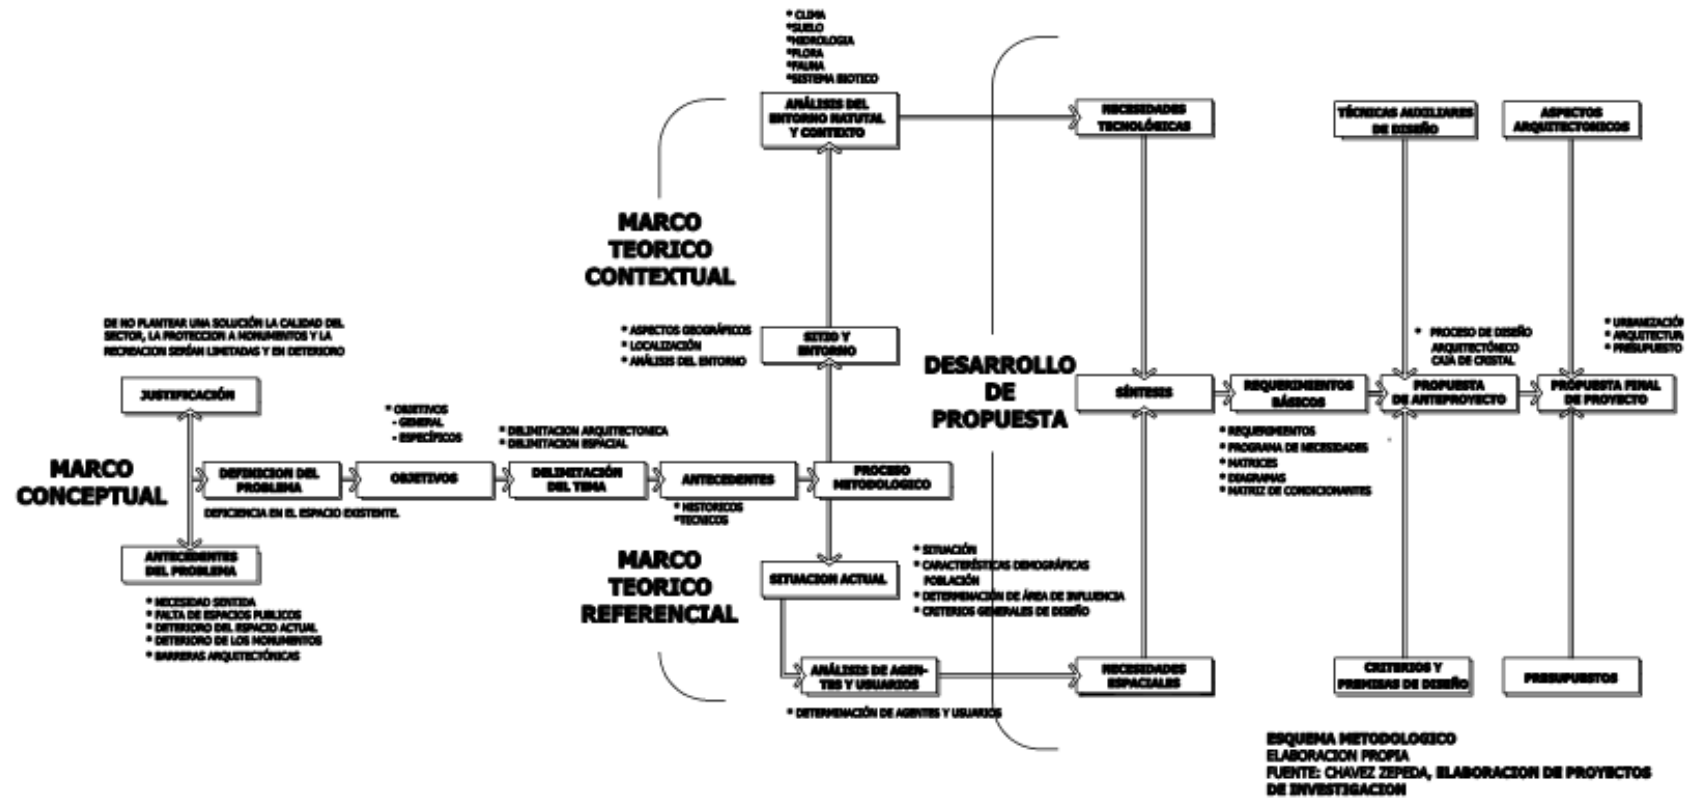 * CLIMA
*SUELO
*HIDROLOGIA
*FLORA
*FAUNA
*SISTEMA BIOTICO
ANÁLISIS DEL
ENTORNO NATUTAL
Y CONTEXTO
NECESIDADES
TECNOLÓGICAS
TÉCNICAS AUXILIARES
DE DISEÑO
ASPECTOS
ARQUITECTONICOS
MARCO
TEORICO
CONTEXTUAL
* ASPECTOS GEOGRÁFICOS
* LOCALIZACIÓN
* ANÁLISIS DEL ENTORNO
SITIO Y
ENTORNO
DE NO PLANTEAR UNA SOLUCIÓN LA CALIDAD DEL
SECTOR, LA PROTECCION A MONUMENTOS Y LA
RECREACION SERÍAN LIMITADAS Y EN DETERIORO
JUSTIFICACIÓN
MARCO
CONCEPTUAL
DEFINICION DEL
PROBLEMA
DEFICIENCIA EN EL ESPACIO EXISTENTE.
ANTECEDENTES
DEL PROBLEMA
* NECESIDAD SENTIDA
* FALTA DE ESPACIOS PUBLICOS
* DETERIORO DEL ESPACIO ACTUAL
* DETERIORO DE LOS MONUMENTOS
* BARRERAS ARQUITECTÓNICAS
* OBJETIVOS
- GENERAL
- ESPECÍFICOS
OBJETIVOS
* DELIMITACION ARQUITECTONICA
* DELIMITACION ESPACIAL
DELIMITACIÓN
DEL TEMA
ANTECEDENTES
* HISTORICOS
*TECNICOS
PROCESO
METODOLOGICO
MARCO
TEORICO
REFERENCIAL
SITUACION ACTUAL
* SITUACIÓN
* CARACTERÍSTICAS DEMOGRÁFICAS
POBLACIÓN
* DETERMINACIÓN DE ÁREA DE INFLUENCIA
* CRITERIOS GENERALES DE DISEÑO
ANÁLISIS DE AGEN-
TES Y USUARIOS
* DETERMINACIÓN DE AGENTES Y USUARIOS
DESARROLLO
DE
PROPUESTA
SÍNTESIS
REQUERIMIENTOS
BÁSICOS
* REQUERIMIENTOS
* PROGRAMA DE NECESIDADES
* MATRICES
* DIAGRAMAS
* MATRIZ DE CONDICIONANTES
* PROCESO DE DISEÑO
ARQUITECTÓNICO
CAJA DE CRISTAL
PROPUESTA
DE ANTEPROYECTO
* URBANIZACIÓN
* ARQUITECTUR
* PRESUPUESTO
PROPUESTA FINAL
DE PROYECTO
NECESIDADES
ESPACIALES
CRITERIOS Y
PREMISAS DE DISEÑO
PRESUPUESTOS
ESQUEMA METODOLOGICO
ELABORACION PROPIA
FUENTE: CHAVEZ ZEPEDA, ELABORACION DE PROYECTOS
DE INVESTIGACION